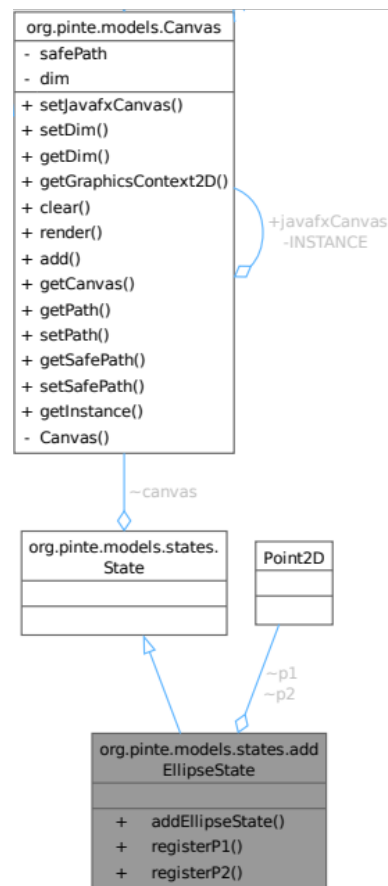 org.pinte.models.Canvas
- safePath
- dim
+ setJavafxCanvas()
+ setDim()
+ getDim()
+ getGraphicsContext2D()
+ clear()
+ render()
+ add()
+ getCanvas()
+ getPath()
+ setPath()
+ getSafePath()
+ setSafePath()
+ getInstance()
- Canvas()
+javafxCanvas
-INSTANCE
~canvas
org.pinte.models.states.
State
Point2D
~p1
~p2
org.pinte.models.states.add
EllipseState
+ addEllipseState()
+ registerP1()
+ registerP2()